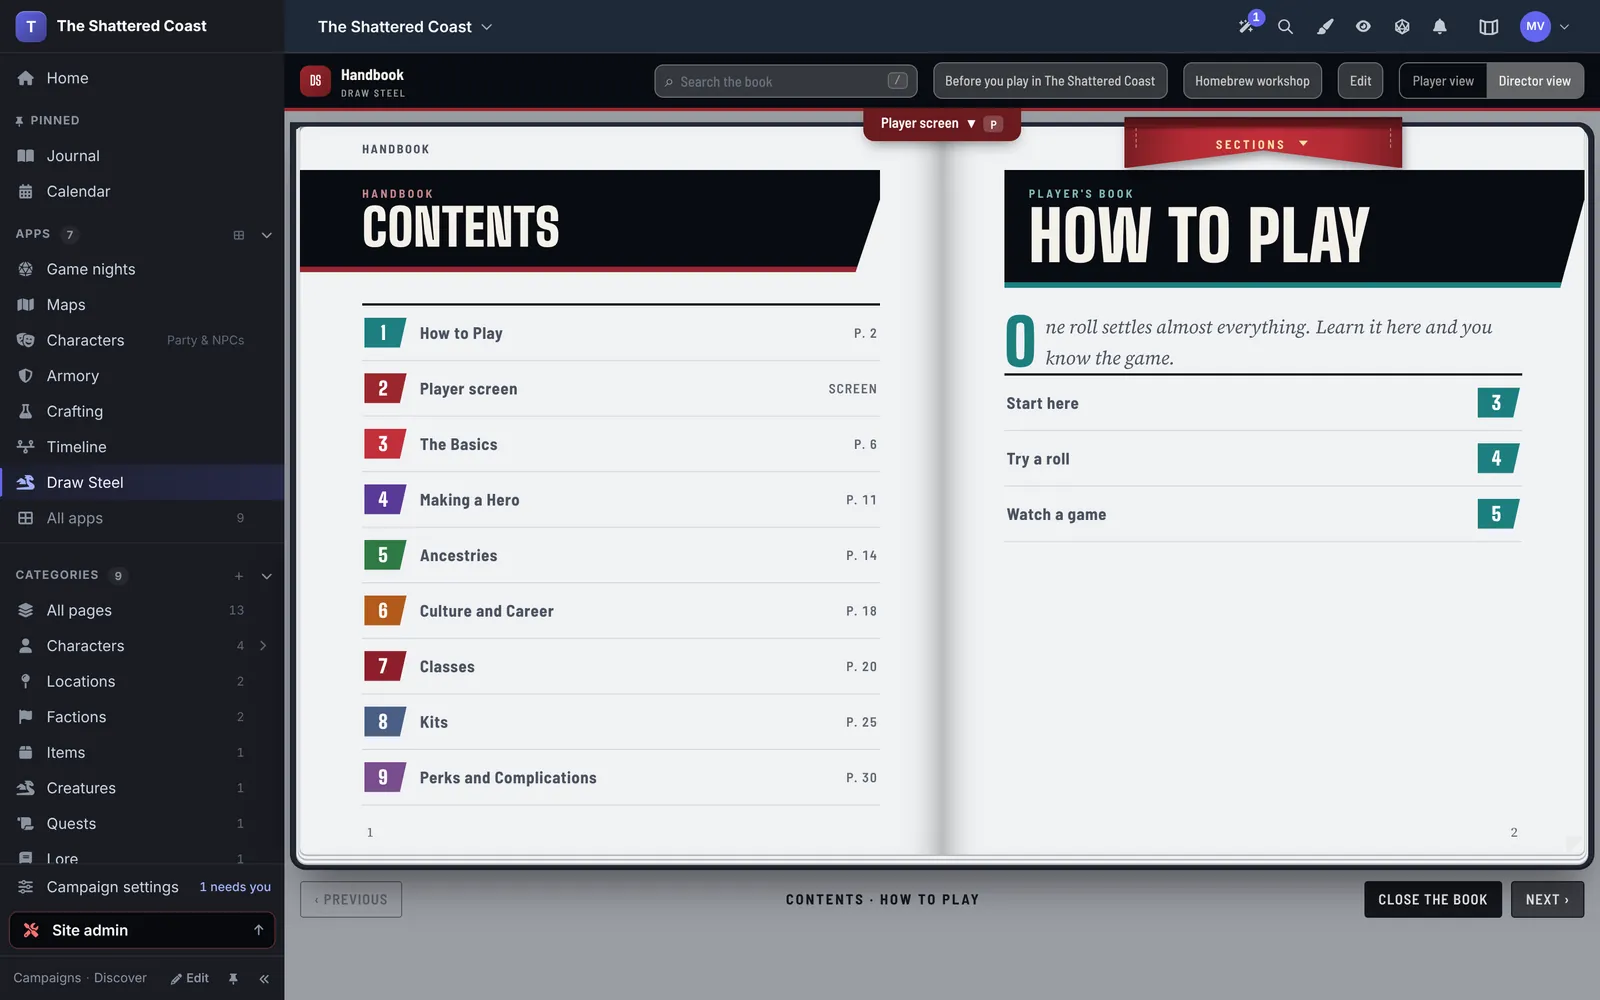 T The Shattered Coast
Home
PINNED
Journal
Calendar
APPS 7
Game nights
Maps
Characters Party & NPCs
Armory
Crafting
Timeline
Draw Steel
All apps 9
CATEGORIES 9 +
All pages 13
Characters 4
Locations 2
Factions 2
Items 1
Creatures 1
Quests 1
Lore 1
Campaign settings 1 needs you
Site admin
Campaigns · Discover Edit
The Shattered Coast
1
MV
DS Handbook
DRAW STEEL
Search the book /
Before you play in The Shattered Coast
Homebrew workshop
Edit
Player view
Director view
Player screen ▼ P
SECTIONS
HANDBOOK
HANDBOOK
CONTENTS
1 How to Play P. 2
2 Player screen SCREEN
3 The Basics P. 6
4 Making a Hero P. 11
5 Ancestries P. 14
6 Culture and Career P. 18
7 Classes P. 20
8 Kits P. 25
9 Perks and Complications P. 30
1
PLAYER'S BOOK
HOW TO PLAY
One roll settles almost everything. Learn it here and you
know the game.
Start here 3
Try a roll 4
Watch a game 5
2
‹ PREVIOUS
CONTENTS · HOW TO PLAY
CLOSE THE BOOK
NEXT ›